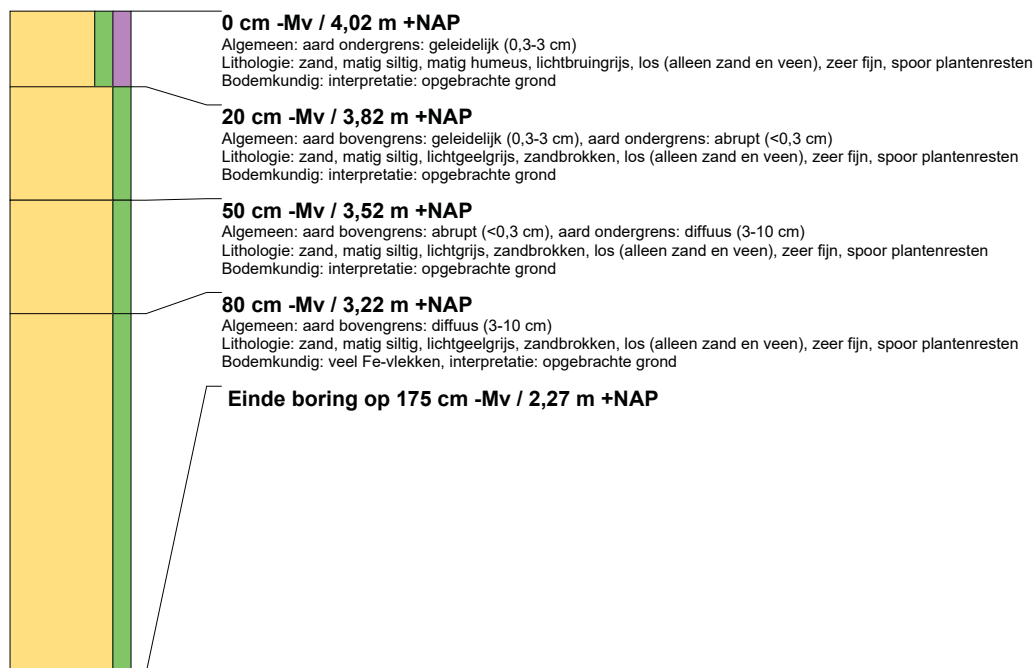 0 cm -Mv / 4,02 m +NAP
Algemeen: aard ondergrens: geleidelijk (0,3-3 cm)
Lithologie: zand, matig siltig, matig humeus, lichtbruingrijs, los (alleen zand en veen), zeer fijn, spoor plantenresten
Bodemkundig: interpretatie: opgebrachte grond
20 cm -Mv / 3,82 m +NAP
Algemeen: aard bovengrens: geleidelijk (0,3-3 cm), aard ondergrens: abrupt (<0,3 cm)
Lithologie: zand, matig siltig, lichtgeelgrijs, zandbrokken, los (alleen zand en veen), zeer fijn, spoor plantenresten
Bodemkundig: interpretatie: opgebrachte grond
50 cm -Mv / 3,52 m +NAP
Algemeen: aard bovengrens: abrupt (<0,3 cm), aard ondergrens: diffuus (3-10 cm)
Lithologie: zand, matig siltig, lichtgrijs, zandbrokken, los (alleen zand en veen), zeer fijn, spoor plantenresten
Bodemkundig: interpretatie: opgebrachte grond
80 cm -Mv / 3,22 m +NAP
Algemeen: aard bovengrens: diffuus (3-10 cm)
Lithologie: zand, matig siltig, lichtgeelgrijs, zandbrokken, los (alleen zand en veen), zeer fijn, spoor plantenresten
Bodemkundig: veel Fe-vlekken, interpretatie: opgebrachte grond
Einde boring op 175 cm -Mv / 2,27 m +NAP